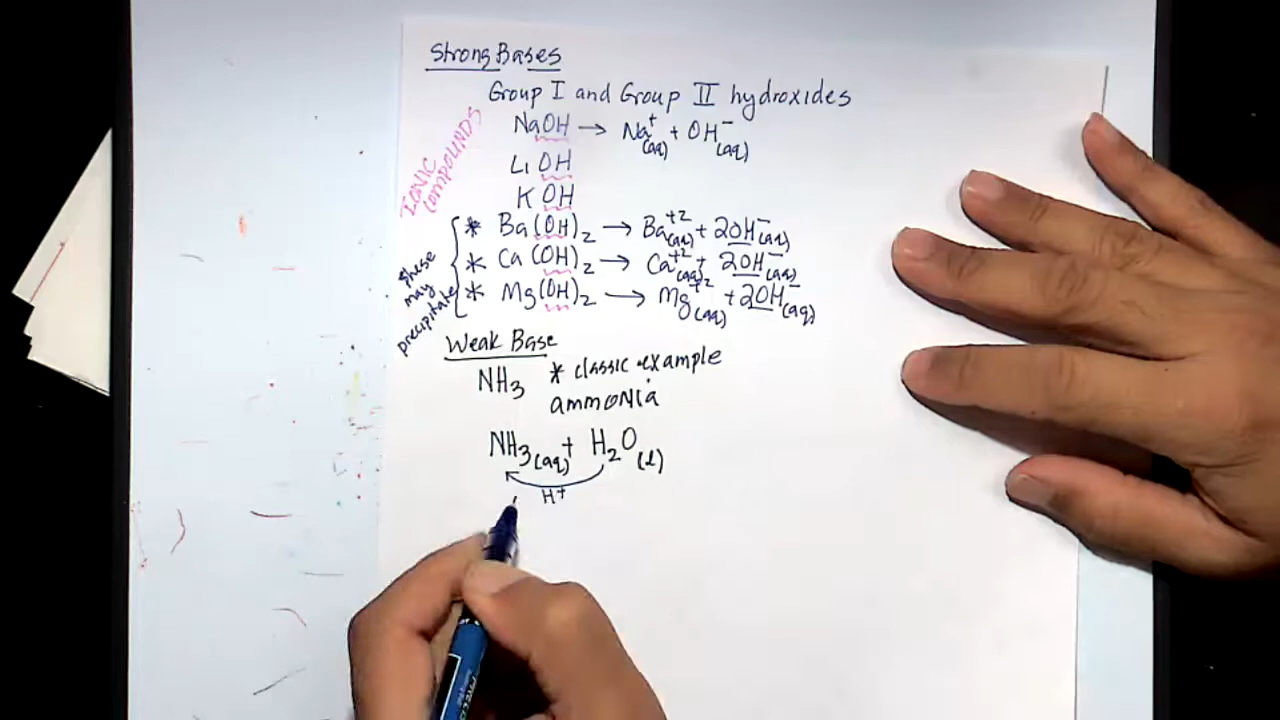 Strong Bases
Group I and Group II hydroxides
IONIC COMPOUNDS
NaOH → Na⁺(aq) + OH⁻(aq)
LiOH
KOH
these may precipitate
* Ba(OH)₂ → Ba⁺²(aq) + 2OH⁻(aq)
* Ca(OH)₂ → Ca⁺²(aq) + 2OH⁻(aq)
* Mg(OH)₂ → Mg⁺²(aq) + 2OH⁻(aq)
Weak Base
NH₃ * classic example
ammonia
NH₃(aq) + H₂O(l)
H⁺